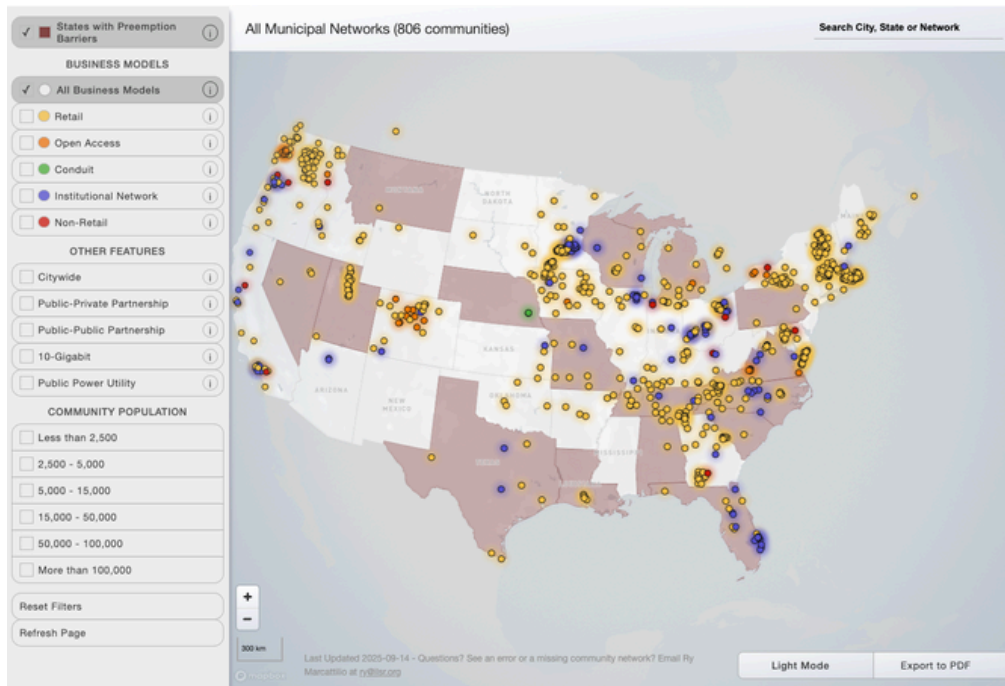 States with Preemption
Barriers
BUSINESS MODELS
All Business Models
Retail
Open Access
Conduit
Institutional Network
Non-Retail
OTHER FEATURES
Citywide
Public-Private Partnership
Public-Public Partnership
10-Gigabit
Public Power Utility
COMMUNITY POPULATION
Less than 2,500
2,500 - 5,000
5,000 - 15,000
15,000 - 50,000
50,000 - 100,000
More than 100,000
Reset Filters
Refresh Page
All Municipal Networks (806 communities)
Search City, State or Network
NORTH
DAKOTA
KANSAS
OKLAHOMA
ARIZONA
NEW
MEXICO
+
−
300 km
Last Updated 2025-09-14 - Questions? See an error or a missing community network? Email Ry
Marcattilio at ry@ilsr.org
Light Mode
Export to PDF